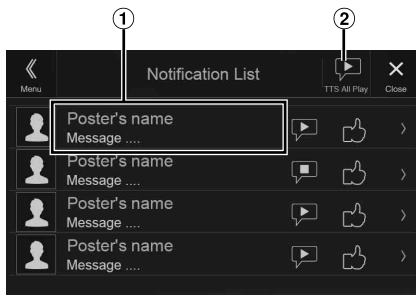 1 2
Menu Notification List TTS All Play Close
Poster's name
Message ....
Poster's name
Message ....
Poster's name
Message ....
Poster's name
Message ....